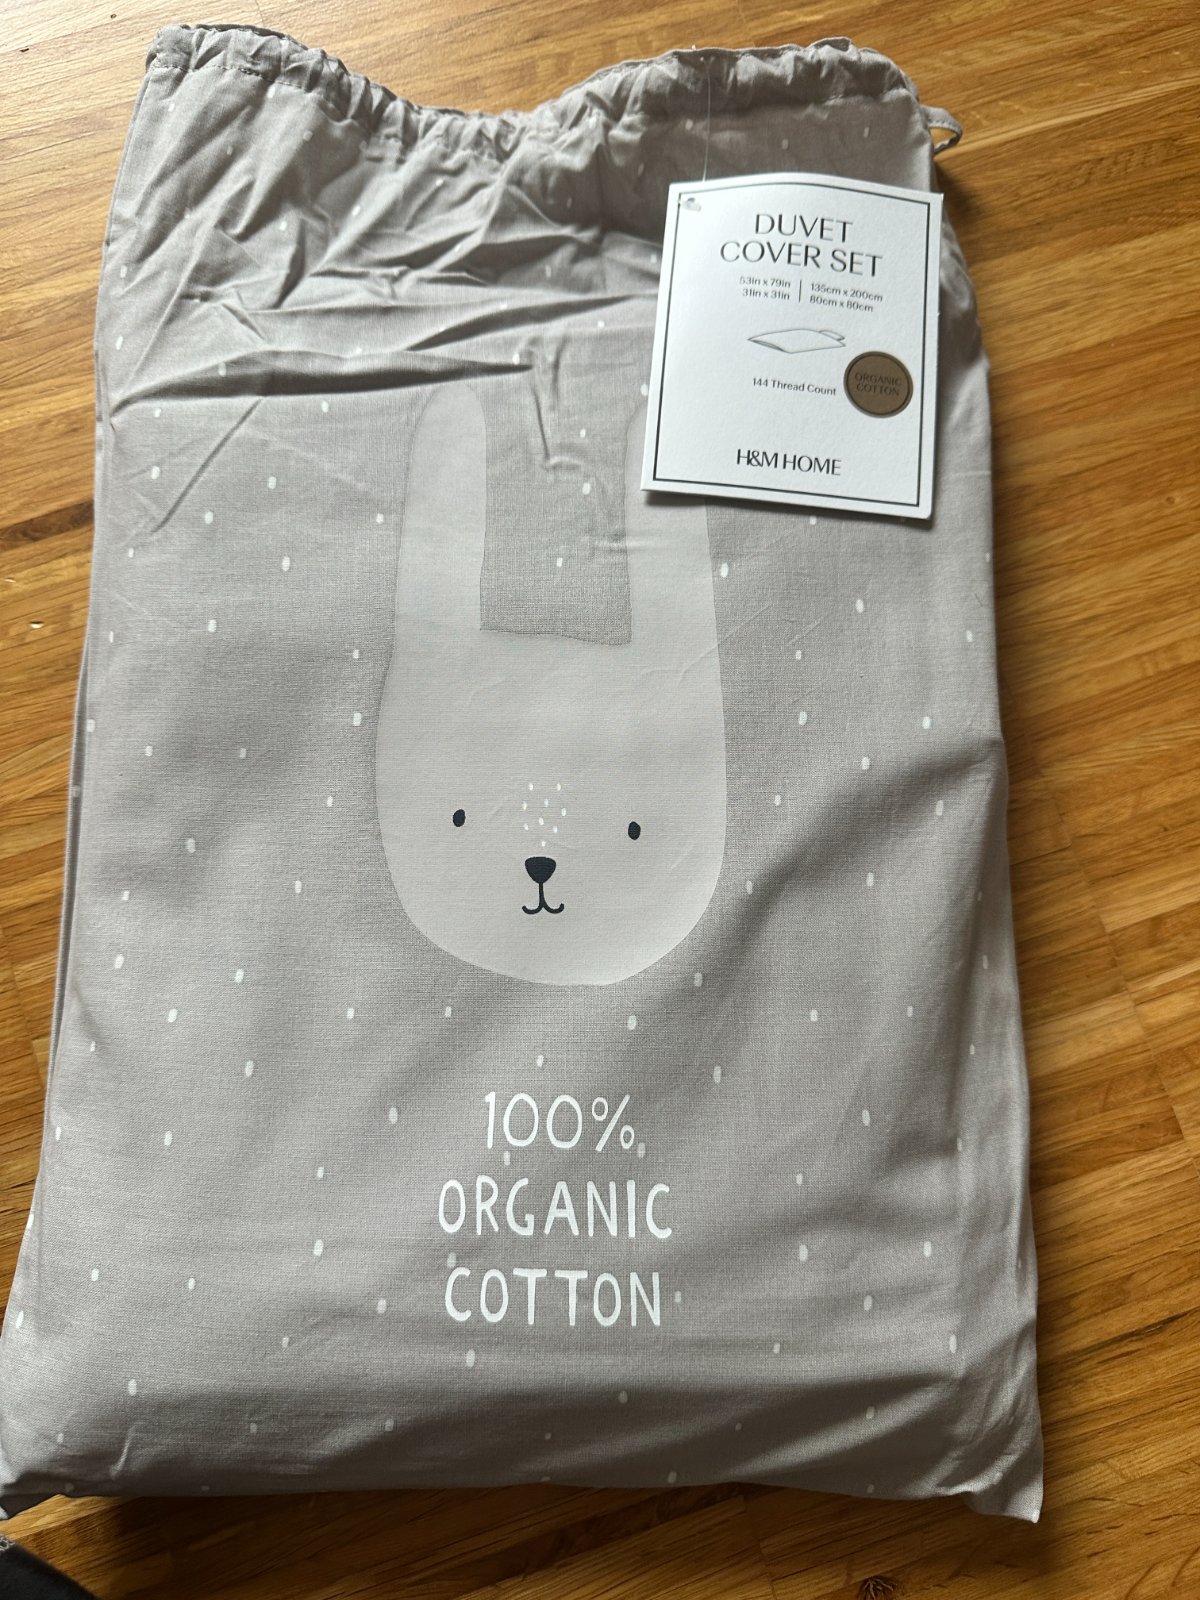 DUVET
COVER SET
53in x 79in | 135cm x 200cm
31in x 31in | 80cm x 80cm
144 Thread Count
ORGANIC
COTTON
H&M HOME
100%
ORGANIC
COTTON